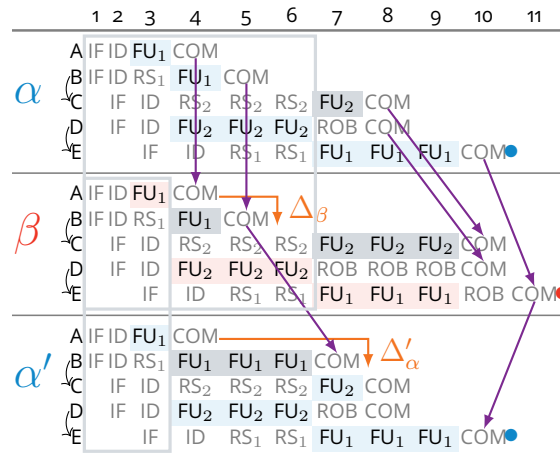 1 2 3 4 5 6 7 8 9 10 11
A IF ID FU₁ COM
B IF ID RS₁ FU₁ COM
α C IF ID RS₂ RS₂ RS₂ FU₂ COM
D IF ID FU₂ FU₂ FU₂ ROB COM
E IF ID RS₁ RS₁ FU₁ FU₁ FU₁ COM
A IF ID FU₁ COM Δβ
B IF ID RS₁ FU₁ COM
β C IF ID RS₂ RS₂ RS₂ FU₂ FU₂ FU₂ COM
D IF ID FU₂ FU₂ FU₂ ROB ROB ROB COM
E IF ID RS₁ RS₁ FU₁ FU₁ FU₁ ROB COM
A IF ID FU₁ COM Δ′α
B IF ID RS₁ FU₁ FU₁ FU₁ COM
α′ C IF ID RS₂ RS₂ RS₂ FU₂ COM
D IF ID FU₂ FU₂ FU₂ ROB COM
E IF ID RS₁ RS₁ FU₁ FU₁ FU₁ COM